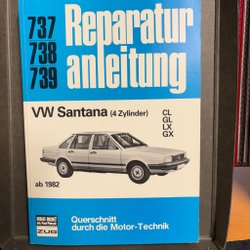 737
738
739
Reparatur
anleitung
VW Santana (4 Zylinder)
CL
GL
LX
GX
ab 1982
Querschnitt
durch die Motor-Technik
ZUG